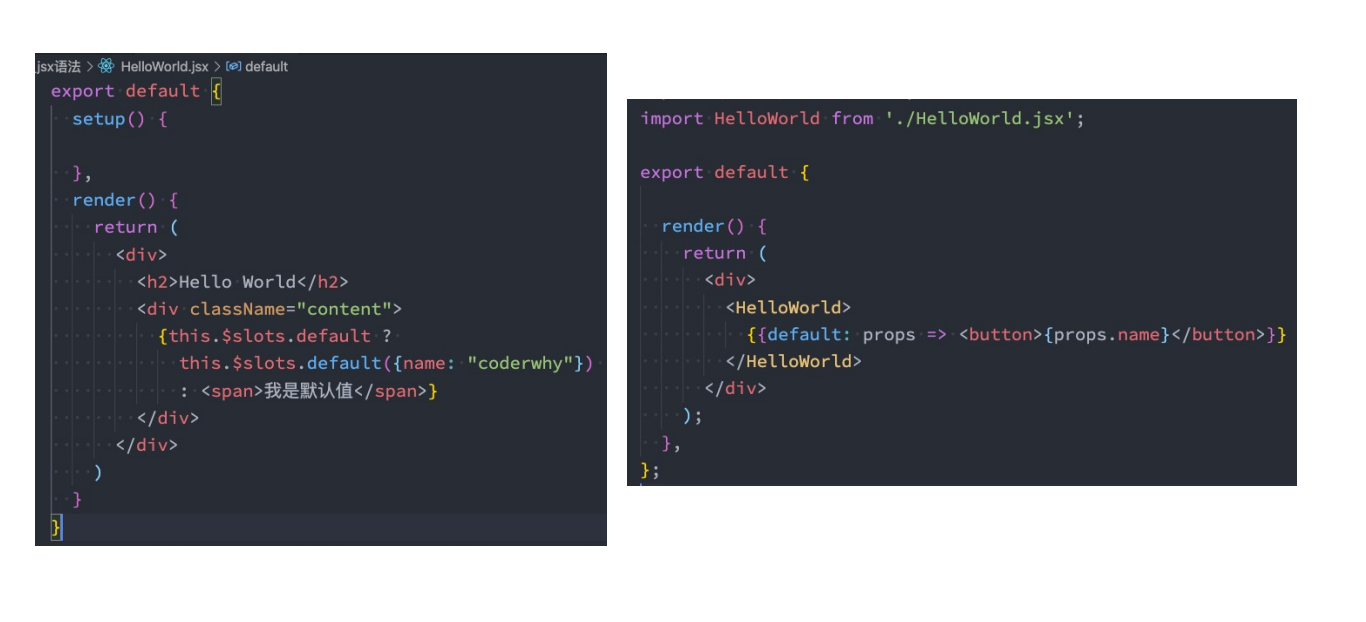 jsx语法 > HelloWorld.jsx > default
export default {
  setup() {

  },
  render() {
    return (
      <div>
        <h2>Hello World</h2>
        <div className="content">
          {this.$slots.default ?
            this.$slots.default({name: "coderwhy"})
            : <span>我是默认值</span>}
        </div>
      </div>
    )
  }
}
import HelloWorld from './HelloWorld.jsx';

export default {

  render() {
    return (
      <div>
        <HelloWorld>
          {{default: props => <button>{props.name}</button>}}
        </HelloWorld>
      </div>
    );
  },
};